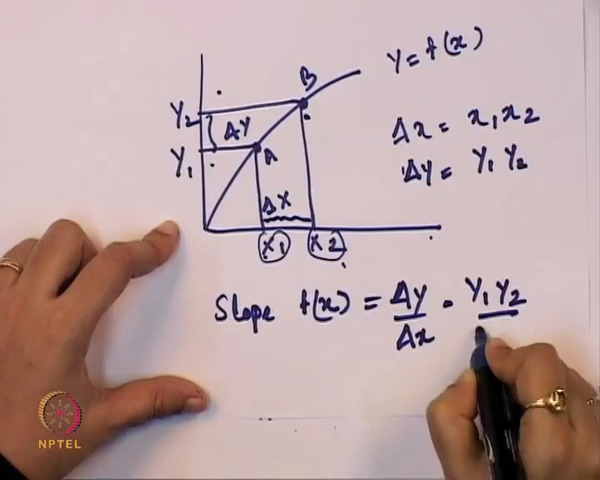 Y = f(x)
B
Y2
ΔY
Y1
A
Δx = x1 x2
ΔY = Y1 Y2
ΔX
X1 X2
Slope f(x) = Δy/Δx = Y1 Y2
NPTEL